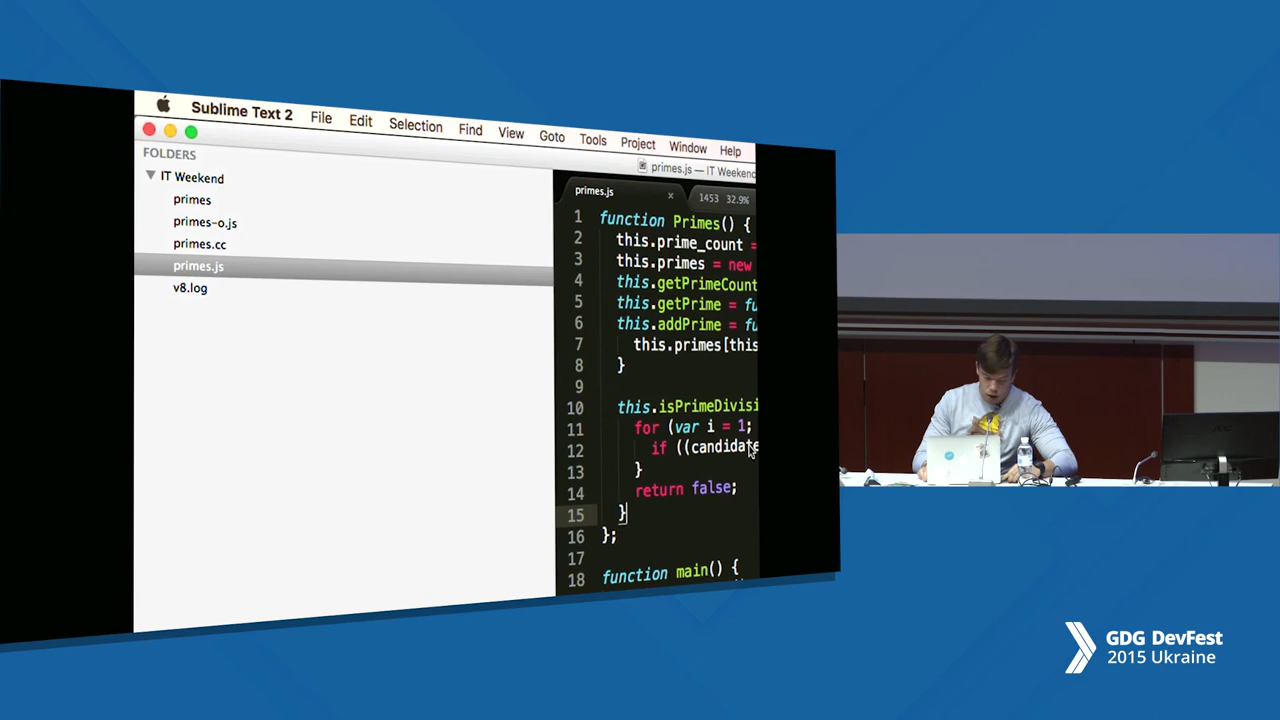 Sublime Text 2 File Edit Selection Find View Goto Tools Project Window Help
primes.js — IT Weekend
FOLDERS
IT Weekend
primes
primes-o.js
primes.cc
primes.js
v8.log
primes.js × 1453 32.9%
1 function Primes() {
2 this.prime_count =
3 this.primes = new
4 this.getPrimeCount
5 this.getPrime = fu
6 this.addPrime = fu
7 this.primes[this
8 }
9
10 this.isPrimeDivisi
11 for (var i = 1;
12 if ((candidate
13 }
14 return false;
15 }
16 };
17
18 function main() {
GDG DevFest
2015 Ukraine